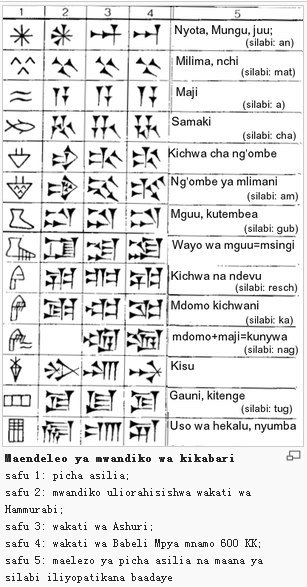 1 2 3 4 5
Nyota, Mungu, juu;
(silabi: an)
Milima, nchi
(silabi: mat)
Maji
(silabi: a)
Samaki
(silabi: cha)
Kichwa cha ng'ombe
Ng'ombe ya mlimani
(silabi: am)
Mguu, kutembea
(silabi: gub)
Wayo wa mguu=msingi
Kichwa na ndevu
(silabi: resch)
Mdomo kichwani
(silabi: ka)
mdomo+maji=kunywa
(silabi: nag)
Kisu
Gauni, kitenge
(silabi: tug)
Uso wa hekalu, nyumba
Maendeleo ya mwandiko wa kikabari
safu 1: picha asilia;
safu 2: mwandiko uliorahisishwa wakati wa
Hammurabi;
safu 3: wakati wa Ashuri;
safu 4: wakati wa Babeli Mpya mnamo 600 KK;
safu 5: maelezo ya picha asilia na maana ya
silabi iliyopatikana baadaye